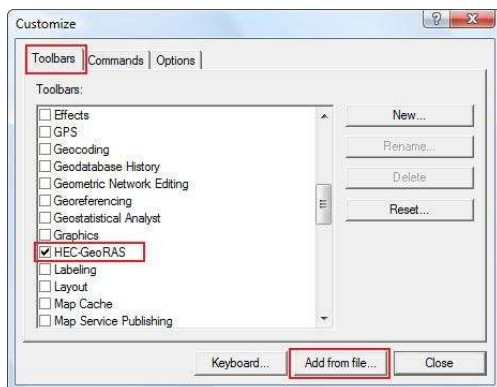 Customize
Toolbars Commands Options
Toolbars:
Effects
GPS
Geocoding
Geodatabase History
Geometric Network Editing
Georeferencing
Geostatistical Analyst
Graphics
HEC-GeoRAS
Labeling
Layout
Map Cache
Map Service Publishing
New...
Rename...
Delete
Reset...
Keyboard... Add from file... Close